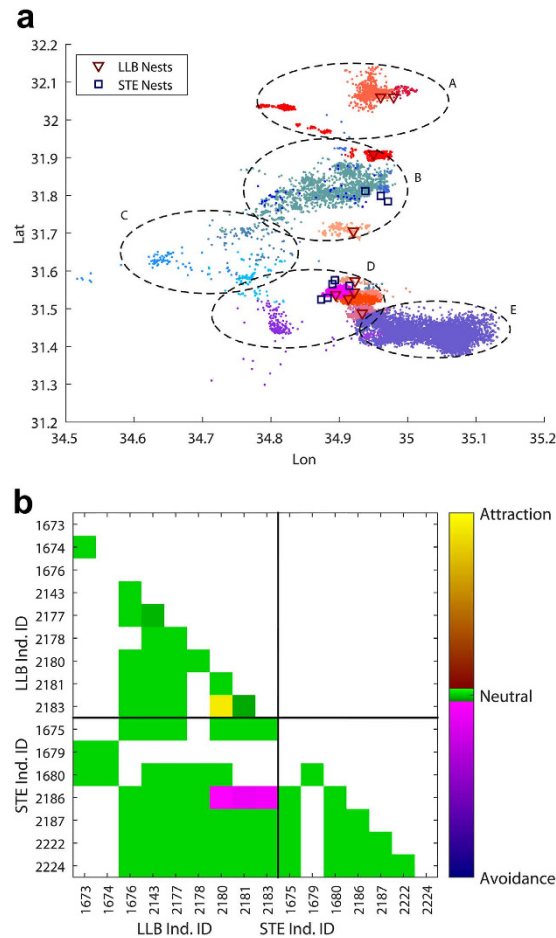 a
32.2
32.1
32
31.9
31.8
31.7
31.6
31.5
31.4
31.3
31.2
Lat
LLB Nests
STE Nests
A
B
C
D
E
34.5 34.6 34.7 34.8 34.9 35 35.1 35.2
Lon
b
1673
1674
1676
2143
2177
2178
2180
2181
2183
1675
1679
1680
2186
2187
2222
2224
LLB Ind. ID
STE Ind. ID
1673 1674 1676 2143 2177 2178 2180 2181 2183 1675 1679 1680 2186 2187 2222 2224
LLB Ind. ID STE Ind. ID
Attraction
Neutral
Avoidance